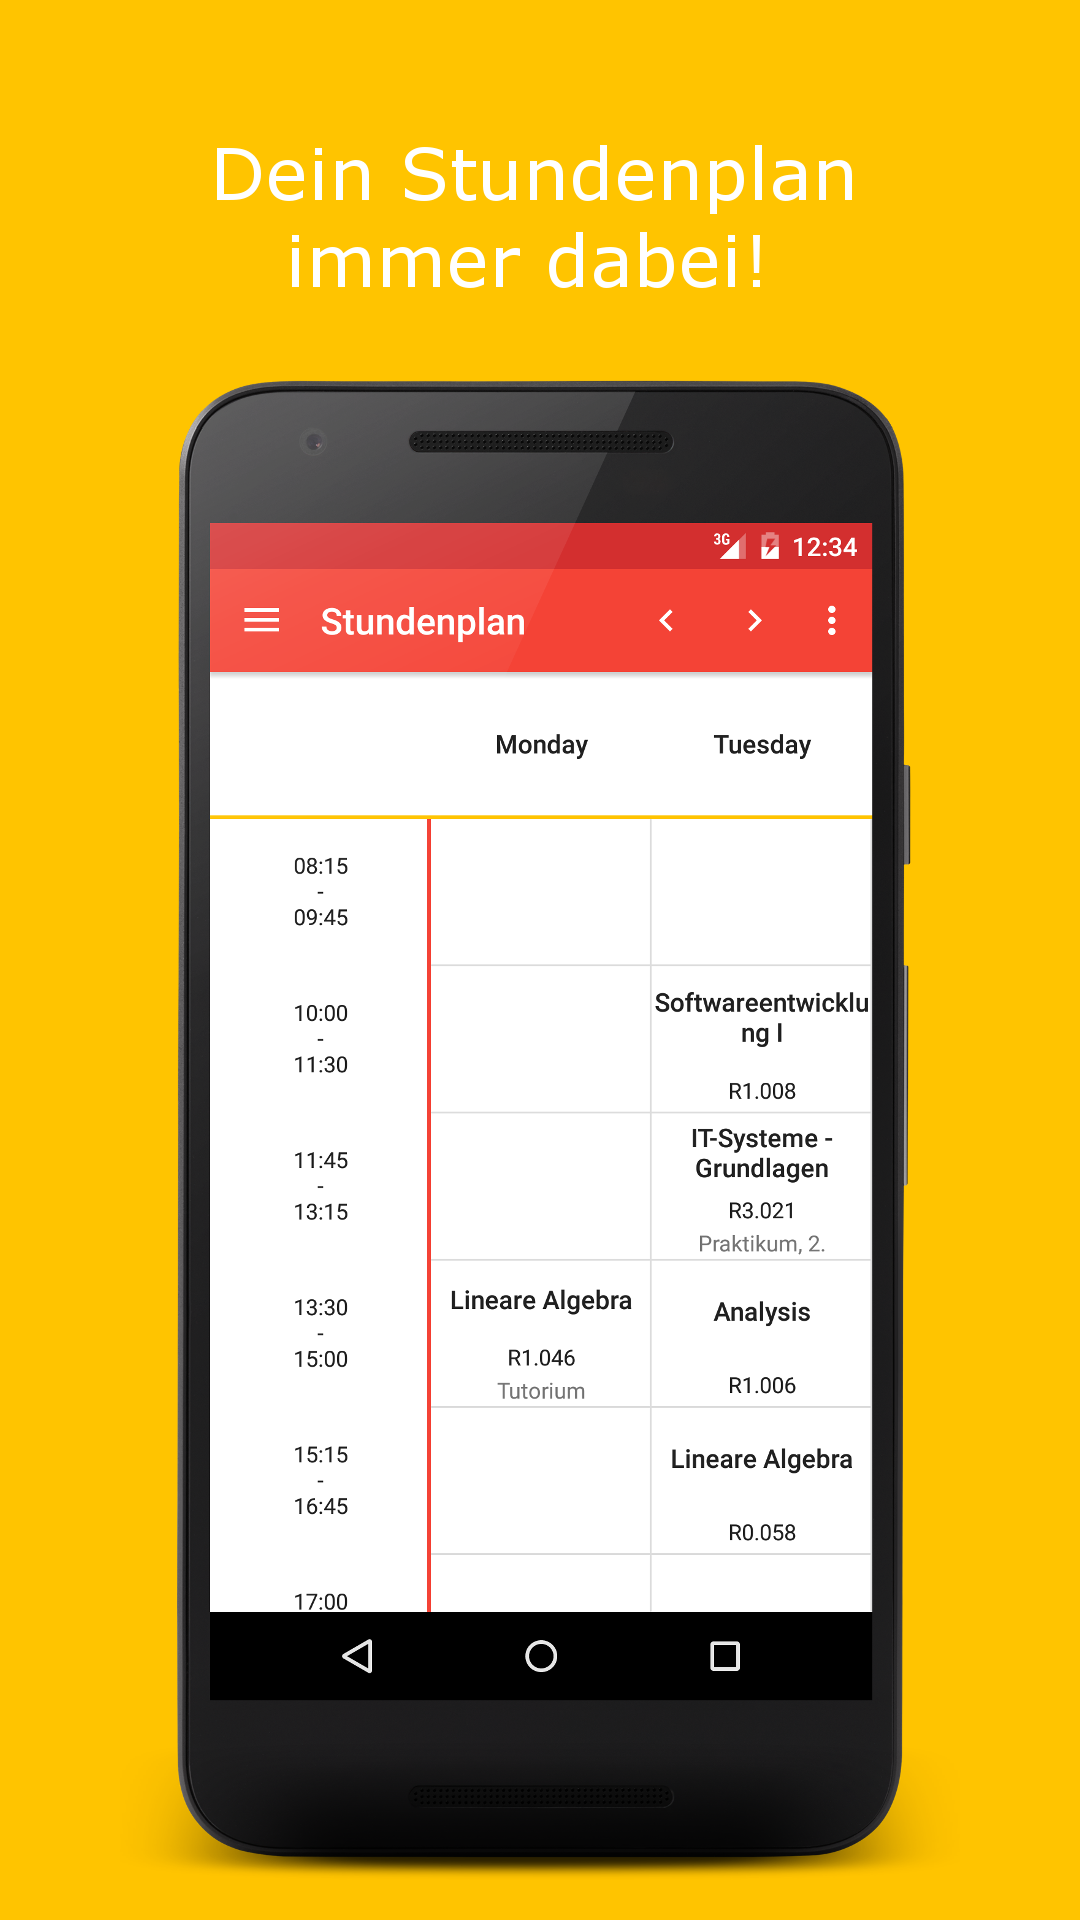 Dein Stundenplan
immer dabei!
3G 12:34
Stundenplan
Monday Tuesday
08:15
-
09:45
10:00
-
11:30
Softwareentwicklu
ng I
R1.008
11:45
-
13:15
IT-Systeme -
Grundlagen
R3.021
Praktikum, 2.
13:30
-
15:00
Lineare Algebra
R1.046
Tutorium
Analysis
R1.006
15:15
-
16:45
Lineare Algebra
R0.058
17:00